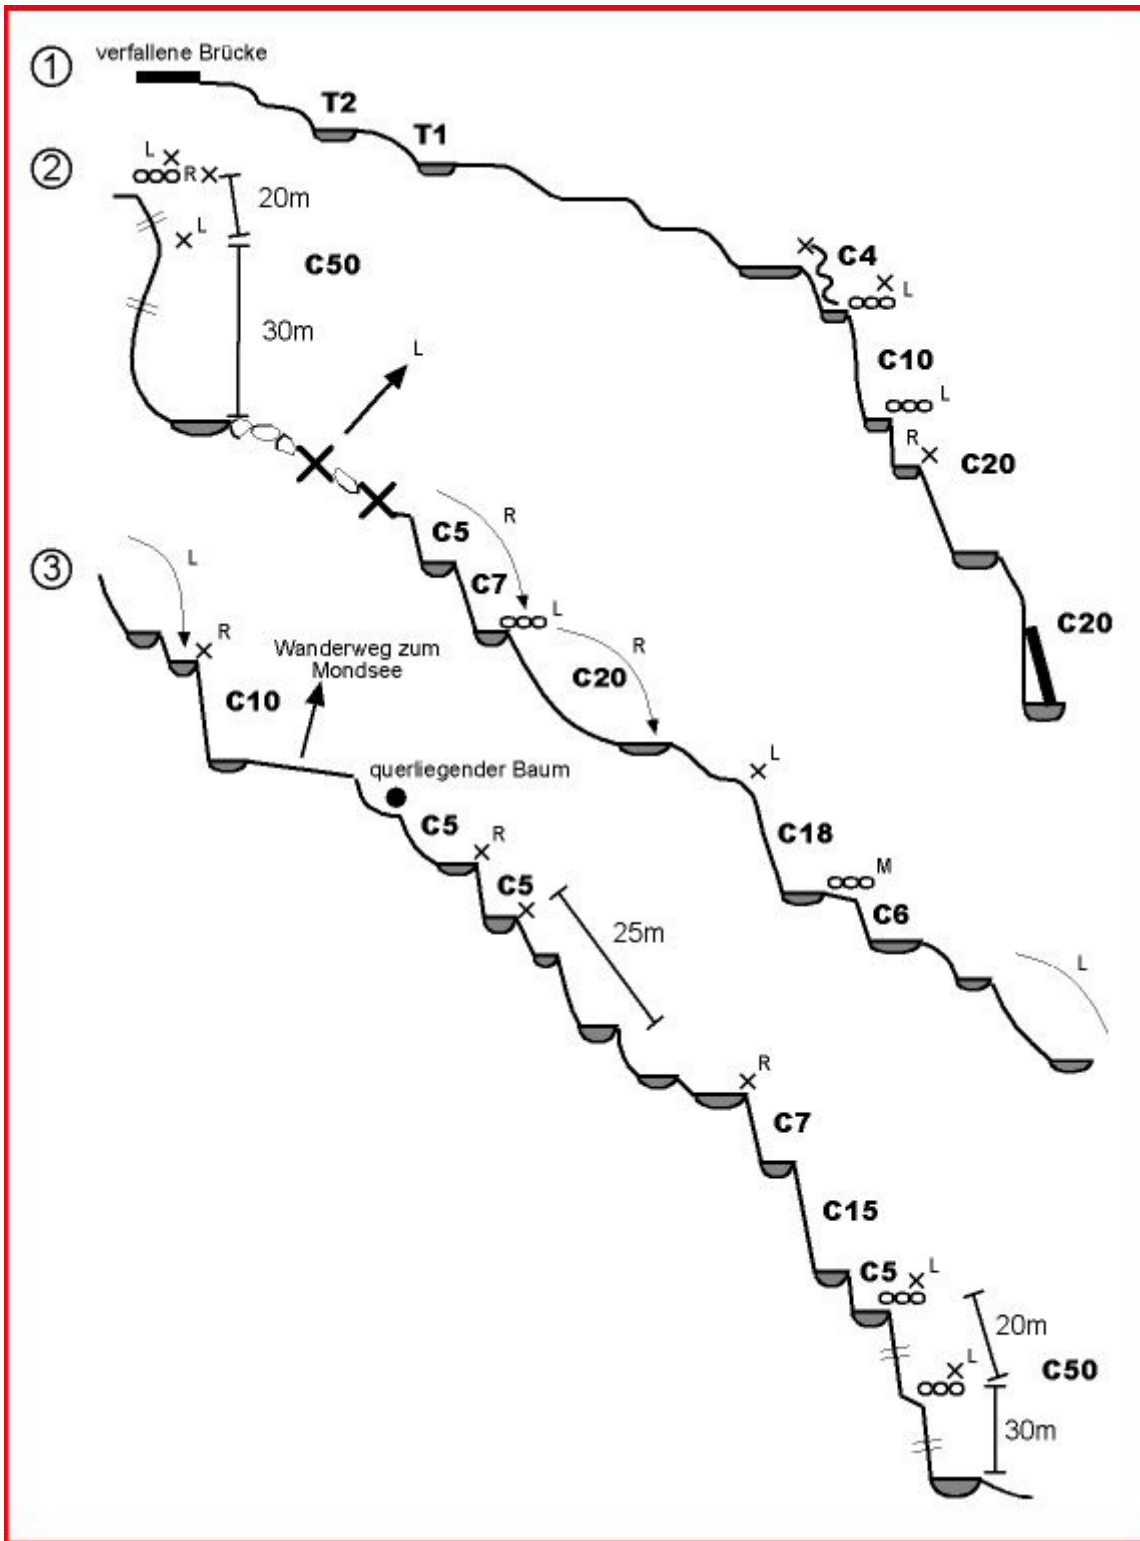 ① verfallene Brücke
T2
T1
C4
L
C10
L
R
C20
C20
②
L
R
20m
L
C50
30m
L
C5
R
C7
L
R
C20
L
C18
M
C6
L
③
L
R
C10
Wanderweg zum
Mondsee
querliegender Baum
C5
R
C5
25m
R
C7
C15
C5
L
20m
L
C50
30m